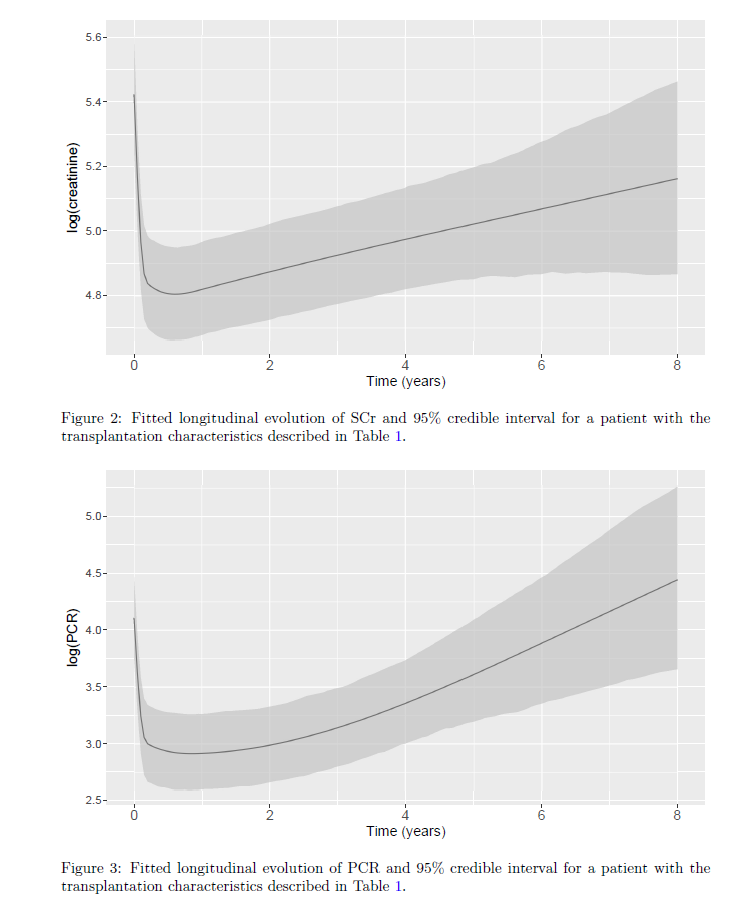 5.6
5.4
5.2
5.0
4.8
log(creatinine)
0 2 4 6 8
Time (years)
Figure 2: Fitted longitudinal evolution of SCr and 95% credible interval for a patient with the
transplantation characteristics described in Table 1.
5.0
4.5
4.0
3.5
3.0
2.5
log(PCR)
0 2 4 6 8
Time (years)
Figure 3: Fitted longitudinal evolution of PCR and 95% credible interval for a patient with the
transplantation characteristics described in Table 1.